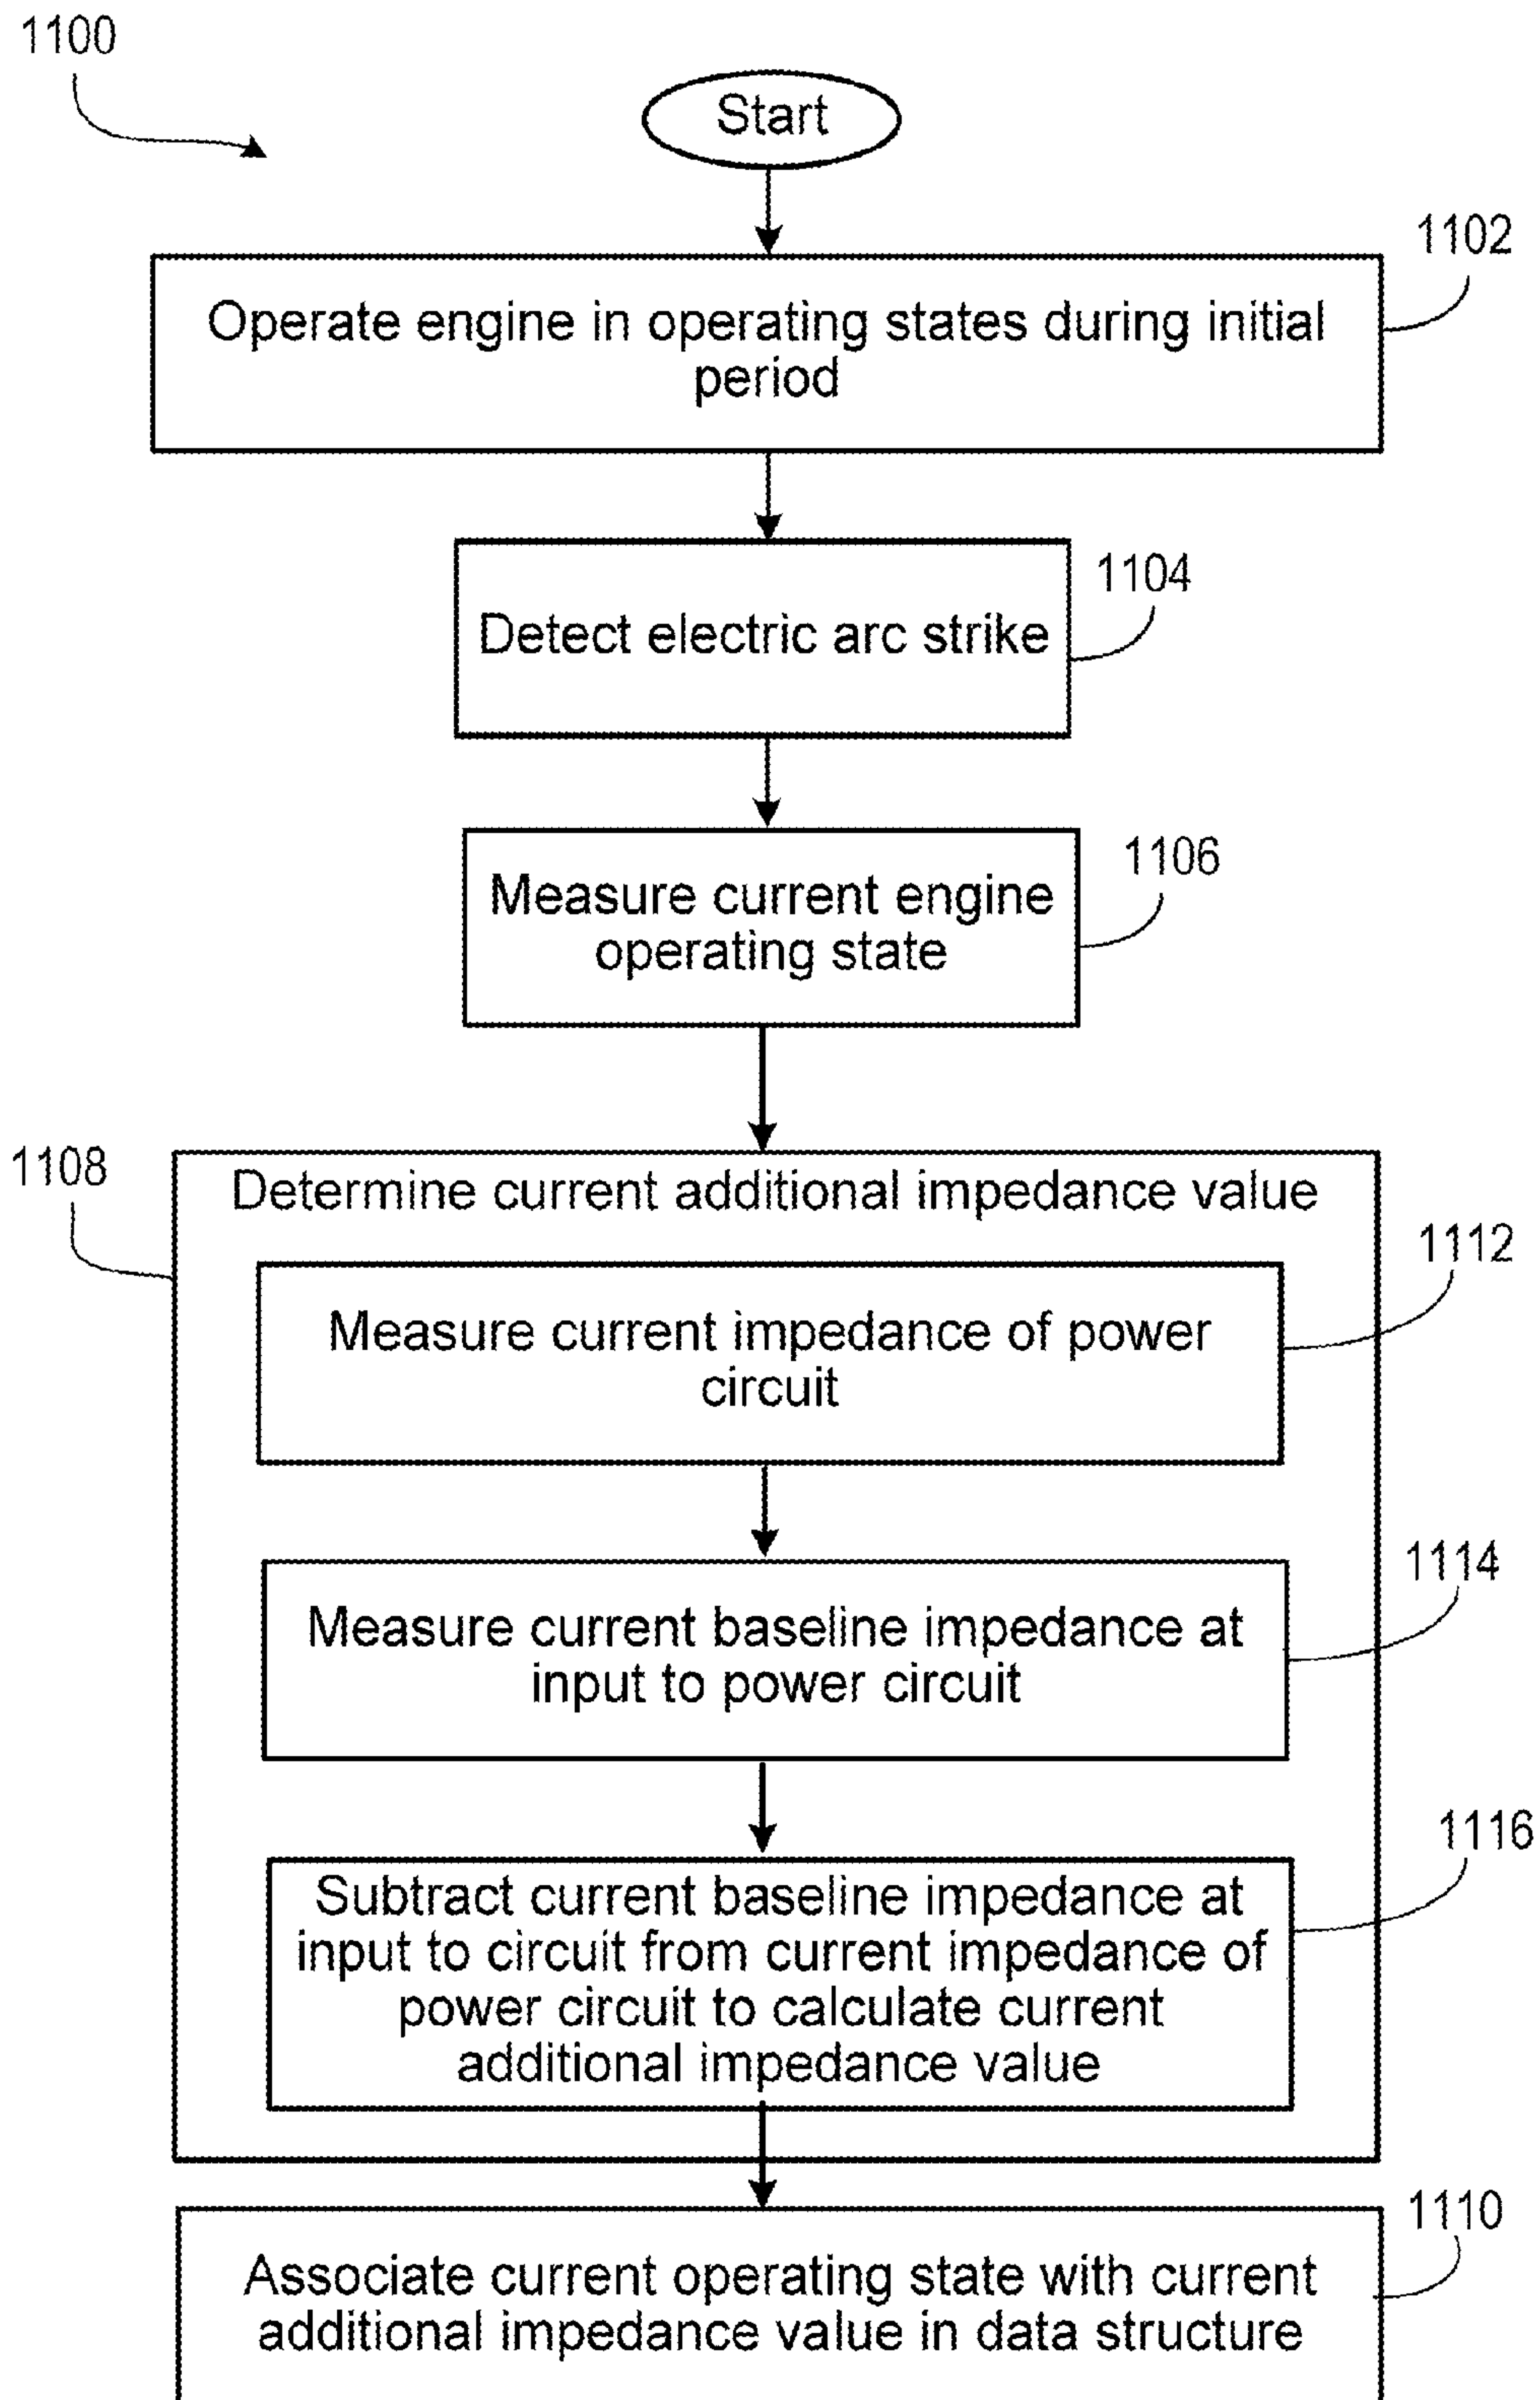 1100
Start
1102
Operate engine in operating states during initial
period
1104
Detect electric arc strike
1106
Measure current engine
operating state
1108
Determine current additional impedance value
1112
Measure current impedance of power
circuit
1114
Measure current baseline impedance at
input to power circuit
1116
Subtract current baseline impedance at
input to circuit from current impedance of
power circuit to calculate current
additional impedance value
1110
Associate current operating state with current
additional impedance value in data structure